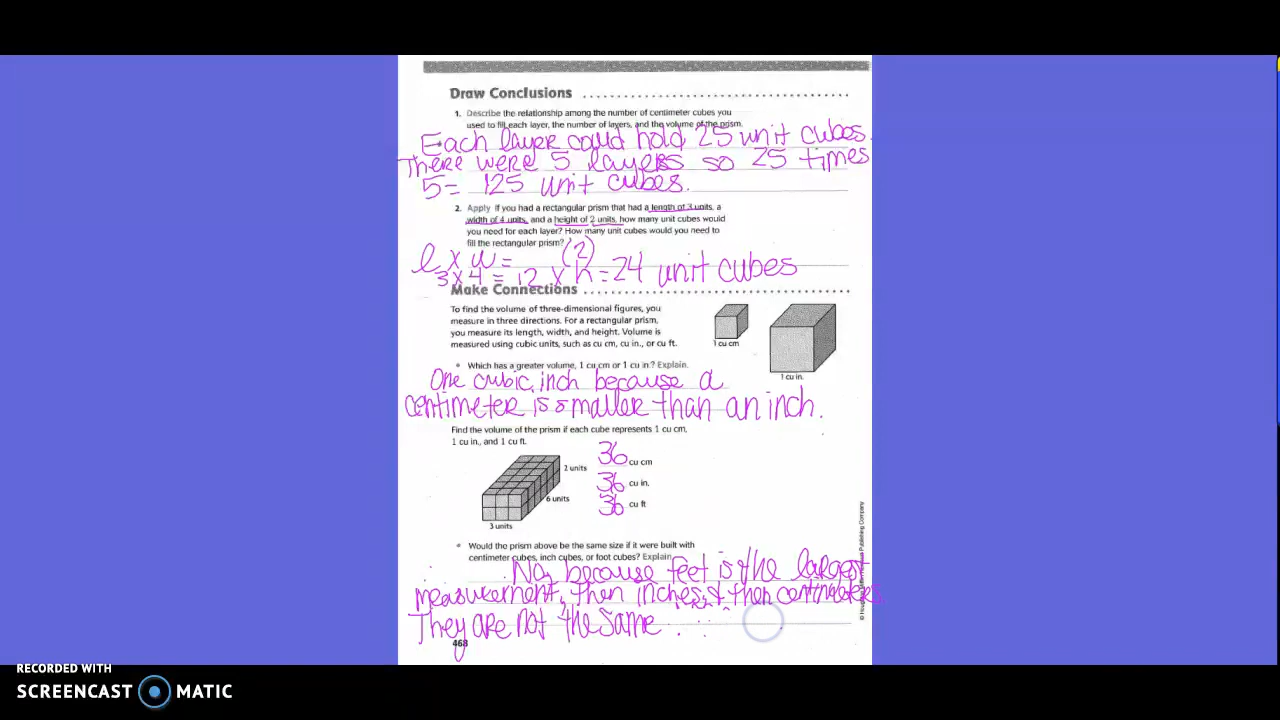 Draw Conclusions
1. Describe the relationship among the number of centimeter cubes you
used to fill each layer, the number of layers, and the volume of the prism.
Each layer could hold 25 unit cubes.
There were 5 layers so 25 times
5 = 125 unit cubes.
2. Apply If you had a rectangular prism that had a length of 3 units, a
width of 4 units, and a height of 2 units, how many unit cubes would
you need for each layer? How many unit cubes would you need to
fill the rectangular prism?
l x w = (2)
3 x 4 = 12 x h = 24 unit cubes
Make Connections
To find the volume of three-dimensional figures, you
measure in three directions. For a rectangular prism,
you measure its length, width, and height. Volume is
measured using cubic units, such as cu cm, cu in., or cu ft.
1 cu cm
1 cu in.
• Which has a greater volume, 1 cu cm or 1 cu in.? Explain.
One cubic inch because a
centimeter is smaller than an inch.
Find the volume of the prism if each cube represents 1 cu cm,
1 cu in., and 1 cu ft.
2 units
6 units
3 units
36 cu cm
36 cu in.
36 cu ft
• Would the prism above be the same size if it were built with
centimeter cubes, inch cubes, or foot cubes? Explain.
No, because feet is the largest
measurement, then inches, & then centimeters.
They are not the same.
468
Publishing Company
RECORDED WITH
SCREENCAST MATIC